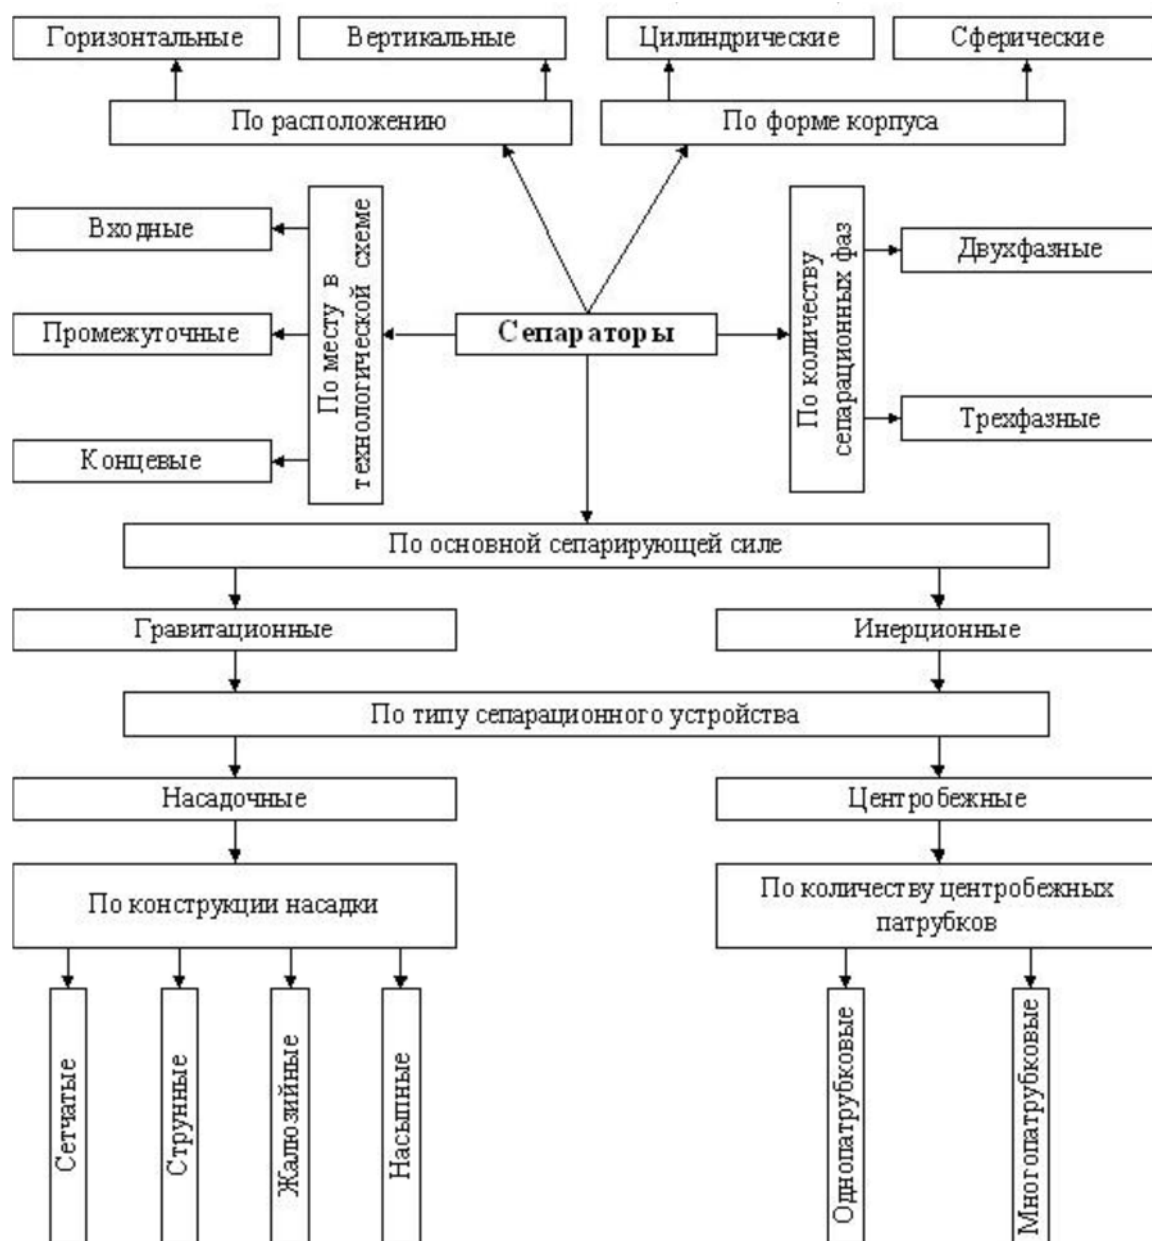 Горизонтальные
Вертикальные
Цилиндрические
Сферические
По расположению
По форме корпуса
Входные
Промежуточные
Концевые
По месту в
технологической схеме
Сепараторы
По количеству
сепарационных фаз
Двухфазные
Трехфазные
По основной сепарирующей силе
Гравитационные
Инерционные
По типу сепарационного устройства
Насадочные
Центробежные
По конструкции насадки
По количеству центробежных
патрубков
Сетчатые
Струнные
Жалюзийные
Насыпные
Однопатрубковые
Многопатрубковые